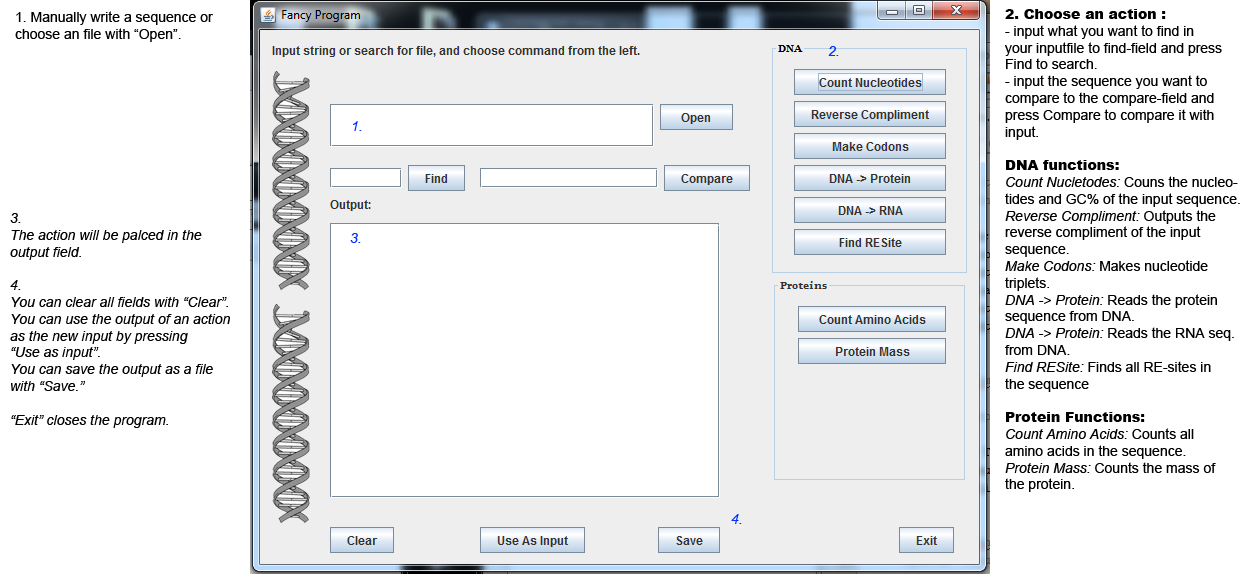 1. Manually write a sequence or
choose an file with “Open”.
3.
The action will be palced in the
output field.
4.
You can clear all fields with “Clear”.
You can use the output of an action
as the new input by pressing
“Use as input”.
You can save the output as a file
with “Save.”
“Exit” closes the program.
Fancy Program
Input string or search for file, and choose command from the left.
1.
Open
Find
Compare
Output:
3.
Clear
Use As Input
Save
4.
Exit
DNA
2.
Count Nucleotides
Reverse Compliment
Make Codons
DNA -> Protein
DNA -> RNA
Find RESite
Proteins
Count Amino Acids
Protein Mass
2. Choose an action :
- input what you want to find in
your inputfile to find-field and press
Find to search.
- input the sequence you want to
compare to the compare-field and
press Compare to compare it with
input.
DNA functions:
Count Nucletodes: Couns the nucleo-
tides and GC% of the input sequence.
Reverse Compliment: Outputs the
reverse compliment of the input
sequence.
Make Codons: Makes nucleotide
triplets.
DNA -> Protein: Reads the protein
sequence from DNA.
DNA -> Protein: Reads the RNA seq.
from DNA.
Find RESite: Finds all RE-sites in
the sequence
Protein Functions:
Count Amino Acids: Counts all
amino acids in the sequence.
Protein Mass: Counts the mass of
the protein.